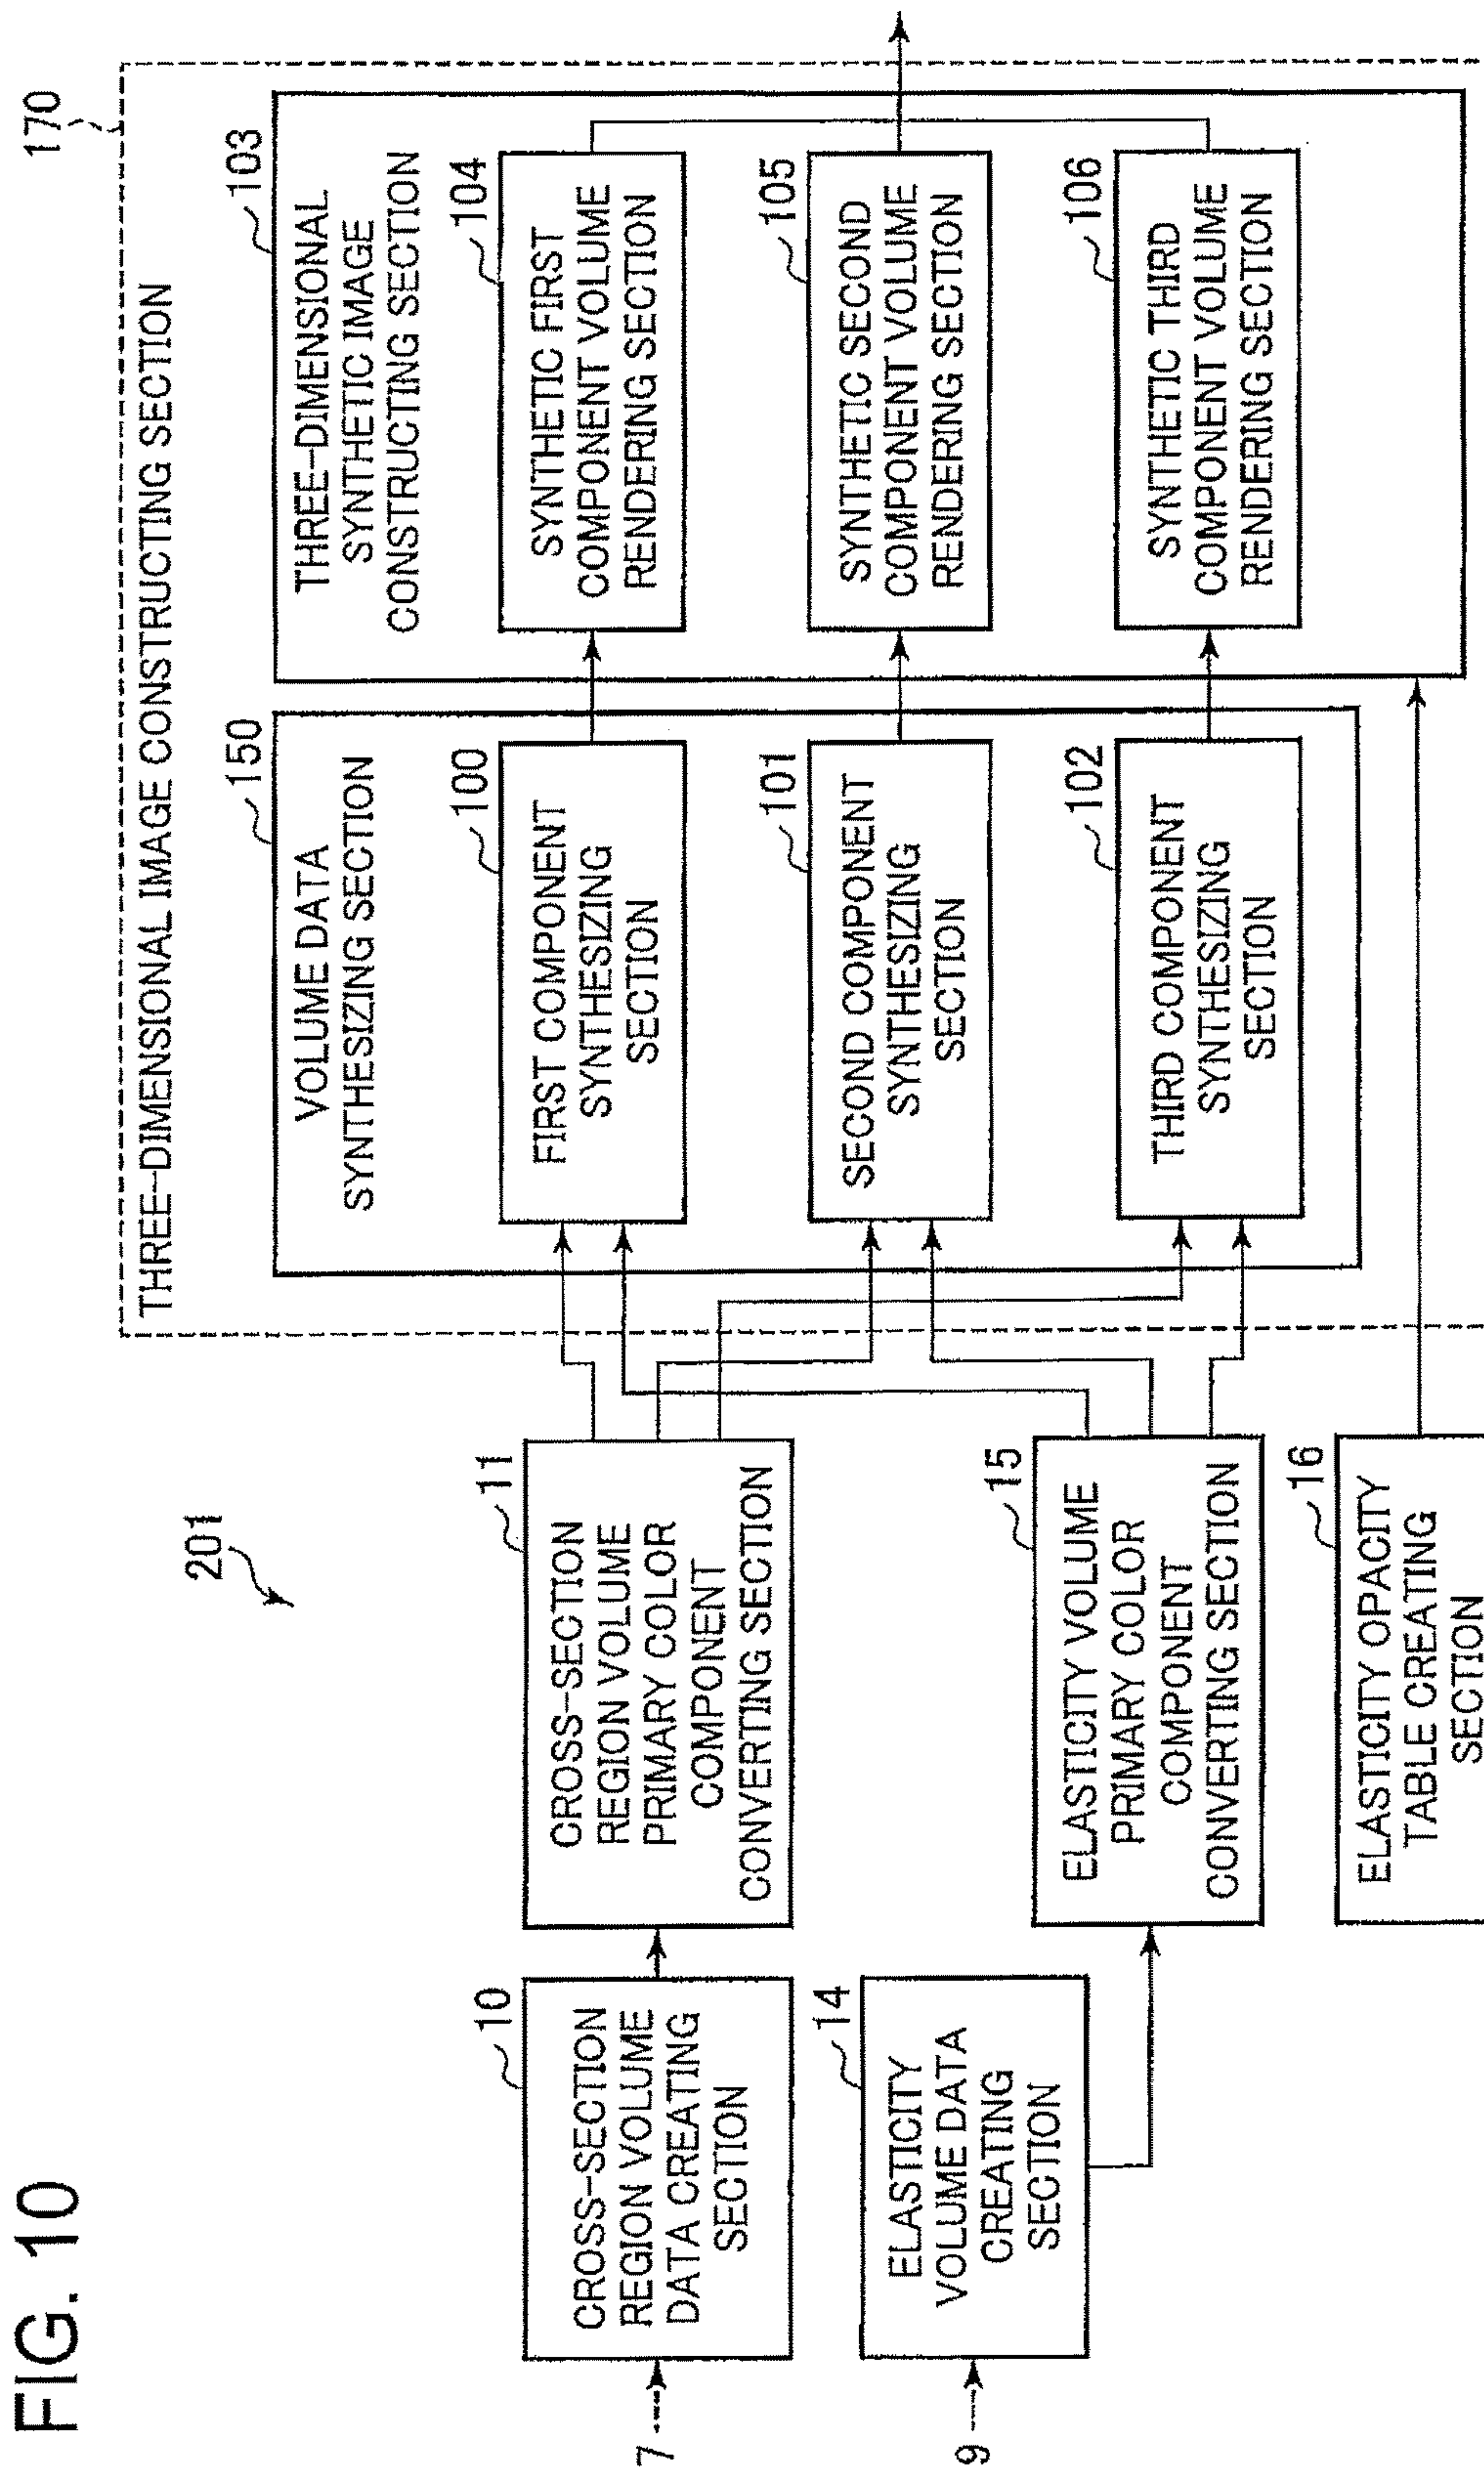 FIG. 10
201
170
THREE-DIMENSIONAL IMAGE CONSTRUCTING SECTION
7
10
CROSS-SECTION
REGION VOLUME
DATA CREATING
SECTION
11
CROSS-SECTION
REGION VOLUME
PRIMARY COLOR
COMPONENT
CONVERTING SECTION
9
14
ELASTICITY
VOLUME DATA
CREATING
SECTION
15
ELASTICITY VOLUME
PRIMARY COLOR
COMPONENT
CONVERTING SECTION
16
ELASTICITY OPACITY
TABLE CREATING
SECTION
150
VOLUME DATA
SYNTHESIZING SECTION
100
FIRST COMPONENT
SYNTHESIZING
SECTION
101
SECOND COMPONENT
SYNTHESIZING
SECTION
102
THIRD COMPONENT
SYNTHESIZING
SECTION
103
THREE-DIMENSIONAL
SYNTHETIC IMAGE
CONSTRUCTING SECTION
104
SYNTHETIC FIRST
COMPONENT VOLUME
RENDERING SECTION
105
SYNTHETIC SECOND
COMPONENT VOLUME
RENDERING SECTION
106
SYNTHETIC THIRD
COMPONENT VOLUME
RENDERING SECTION